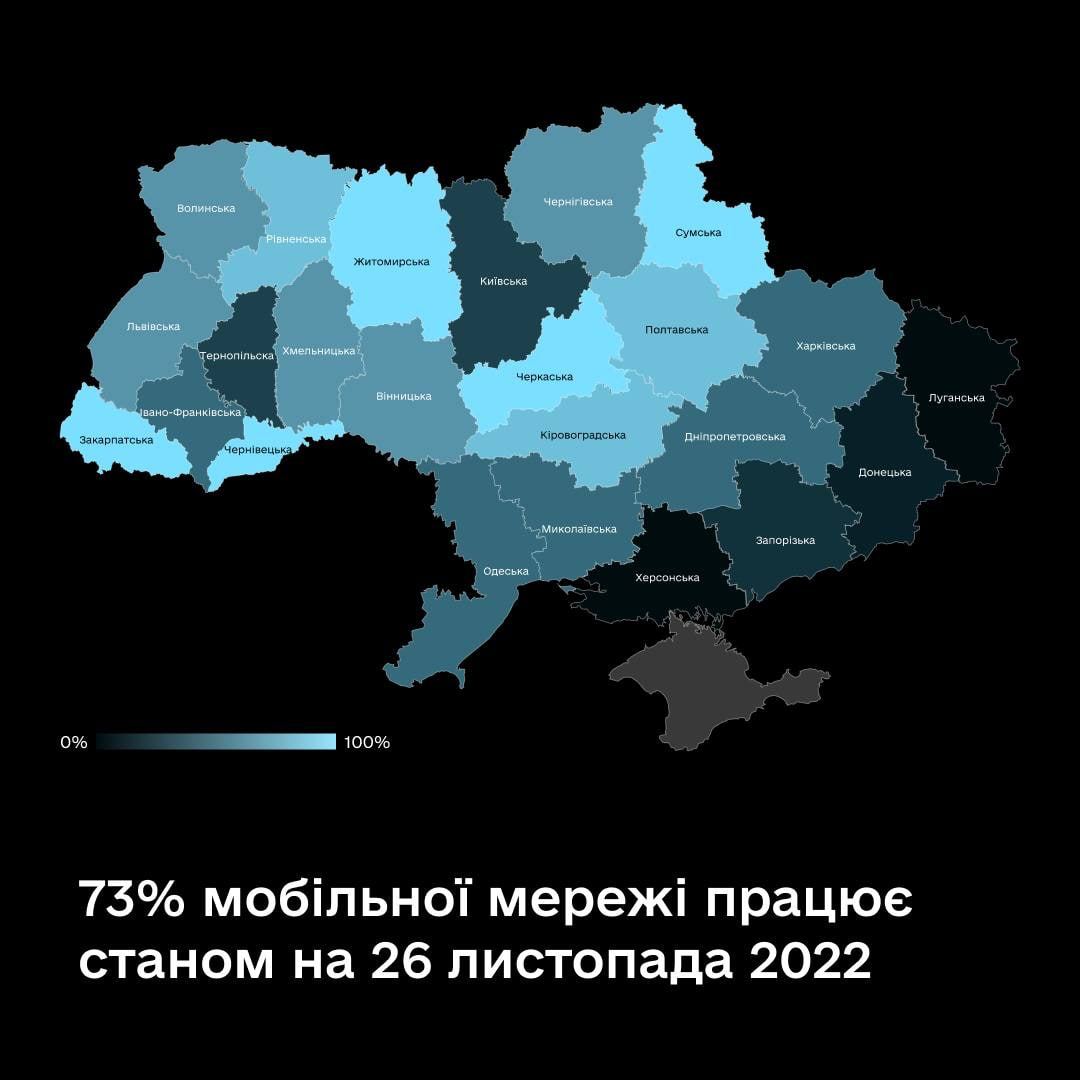 Волинська
Рівненська
Житомирська
Київська
Чернігівська
Сумська
Львівська
Тернопільска
Хмельницька
Вінницька
Черкаська
Полтавська
Харківська
Луганська
Закарпатська
Івано-Франківська
Чернівецька
Кіровоградська
Дніпропетровська
Донецька
Одеська
Миколаївська
Херсонська
Запорізька
0% 100%
73% мобільної мережі працює
станом на 26 листопада 2022